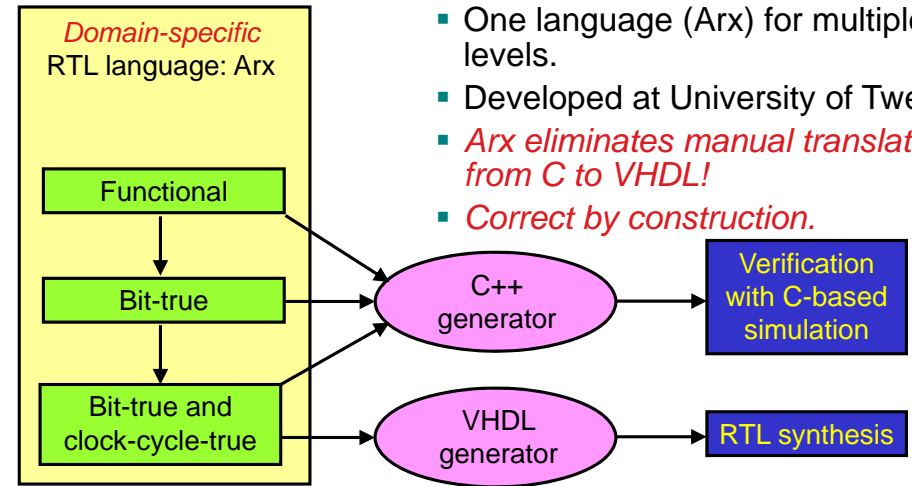 Domain-specific
RTL language: Arx
▪ One language (Arx) for multiple
levels.
▪ Developed at University of
▪ Arx eliminates manual
from C to VHDL!
▪ Correct by construction.
Functional
Bit-true
Bit-true and
clock-cycle-true
C++
generator
VHDL
generator
Verification
with C-based
simulation
RTL synthesis